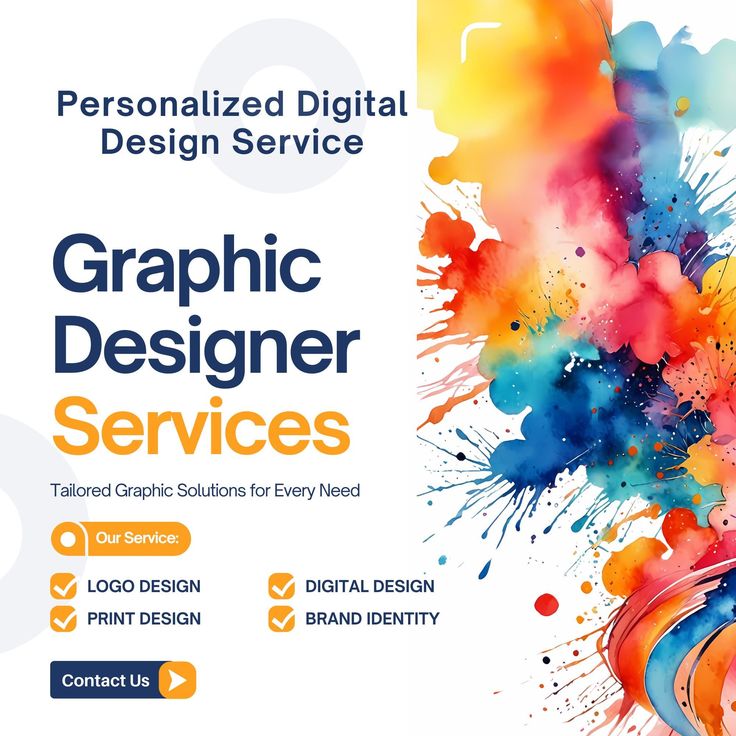 Personalized Digital
Design Service
Graphic
Designer
Services
Tailored Graphic Solutions for Every Need
Our Service:
LOGO DESIGN
DIGITAL DESIGN
PRINT DESIGN
BRAND IDENTITY
Contact Us